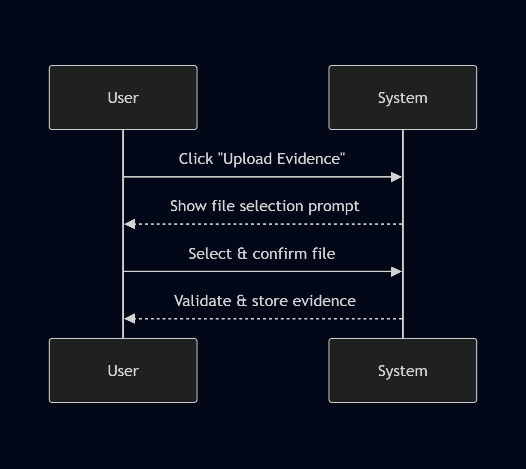 User
System
Click "Upload Evidence"
Show file selection prompt
Select & confirm file
Validate & store evidence
User
System